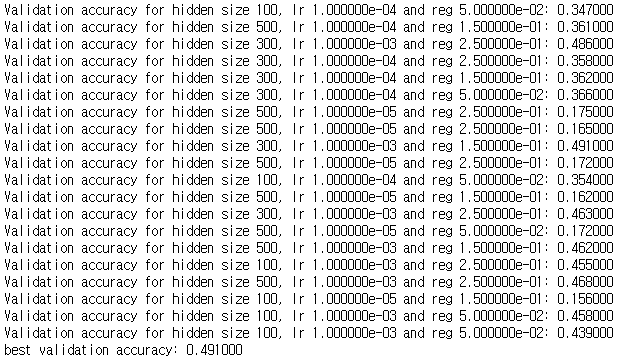 Validation accuracy for hidden size 100, lr 1.000000e-04 and reg 5.000000e-02: 0.347000
Validation accuracy for hidden size 500, lr 1.000000e-04 and reg 1.500000e-01: 0.361000
Validation accuracy for hidden size 300, lr 1.000000e-03 and reg 2.500000e-01: 0.486000
Validation accuracy for hidden size 300, lr 1.000000e-04 and reg 2.500000e-01: 0.358000
Validation accuracy for hidden size 300, lr 1.000000e-04 and reg 1.500000e-01: 0.362000
Validation accuracy for hidden size 300, lr 1.000000e-04 and reg 5.000000e-02: 0.366000
Validation accuracy for hidden size 500, lr 1.000000e-05 and reg 2.500000e-01: 0.175000
Validation accuracy for hidden size 500, lr 1.000000e-05 and reg 2.500000e-01: 0.165000
Validation accuracy for hidden size 300, lr 1.000000e-03 and reg 1.500000e-01: 0.491000
Validation accuracy for hidden size 500, lr 1.000000e-05 and reg 2.500000e-01: 0.172000
Validation accuracy for hidden size 100, lr 1.000000e-04 and reg 5.000000e-02: 0.354000
Validation accuracy for hidden size 500, lr 1.000000e-05 and reg 1.500000e-01: 0.162000
Validation accuracy for hidden size 300, lr 1.000000e-03 and reg 2.500000e-01: 0.463000
Validation accuracy for hidden size 500, lr 1.000000e-05 and reg 5.000000e-02: 0.172000
Validation accuracy for hidden size 500, lr 1.000000e-03 and reg 1.500000e-01: 0.462000
Validation accuracy for hidden size 100, lr 1.000000e-03 and reg 2.500000e-01: 0.455000
Validation accuracy for hidden size 500, lr 1.000000e-03 and reg 2.500000e-01: 0.468000
Validation accuracy for hidden size 100, lr 1.000000e-05 and reg 1.500000e-01: 0.156000
Validation accuracy for hidden size 100, lr 1.000000e-03 and reg 5.000000e-02: 0.458000
Validation accuracy for hidden size 100, lr 1.000000e-03 and reg 5.000000e-02: 0.439000
best validation accuracy: 0.491000